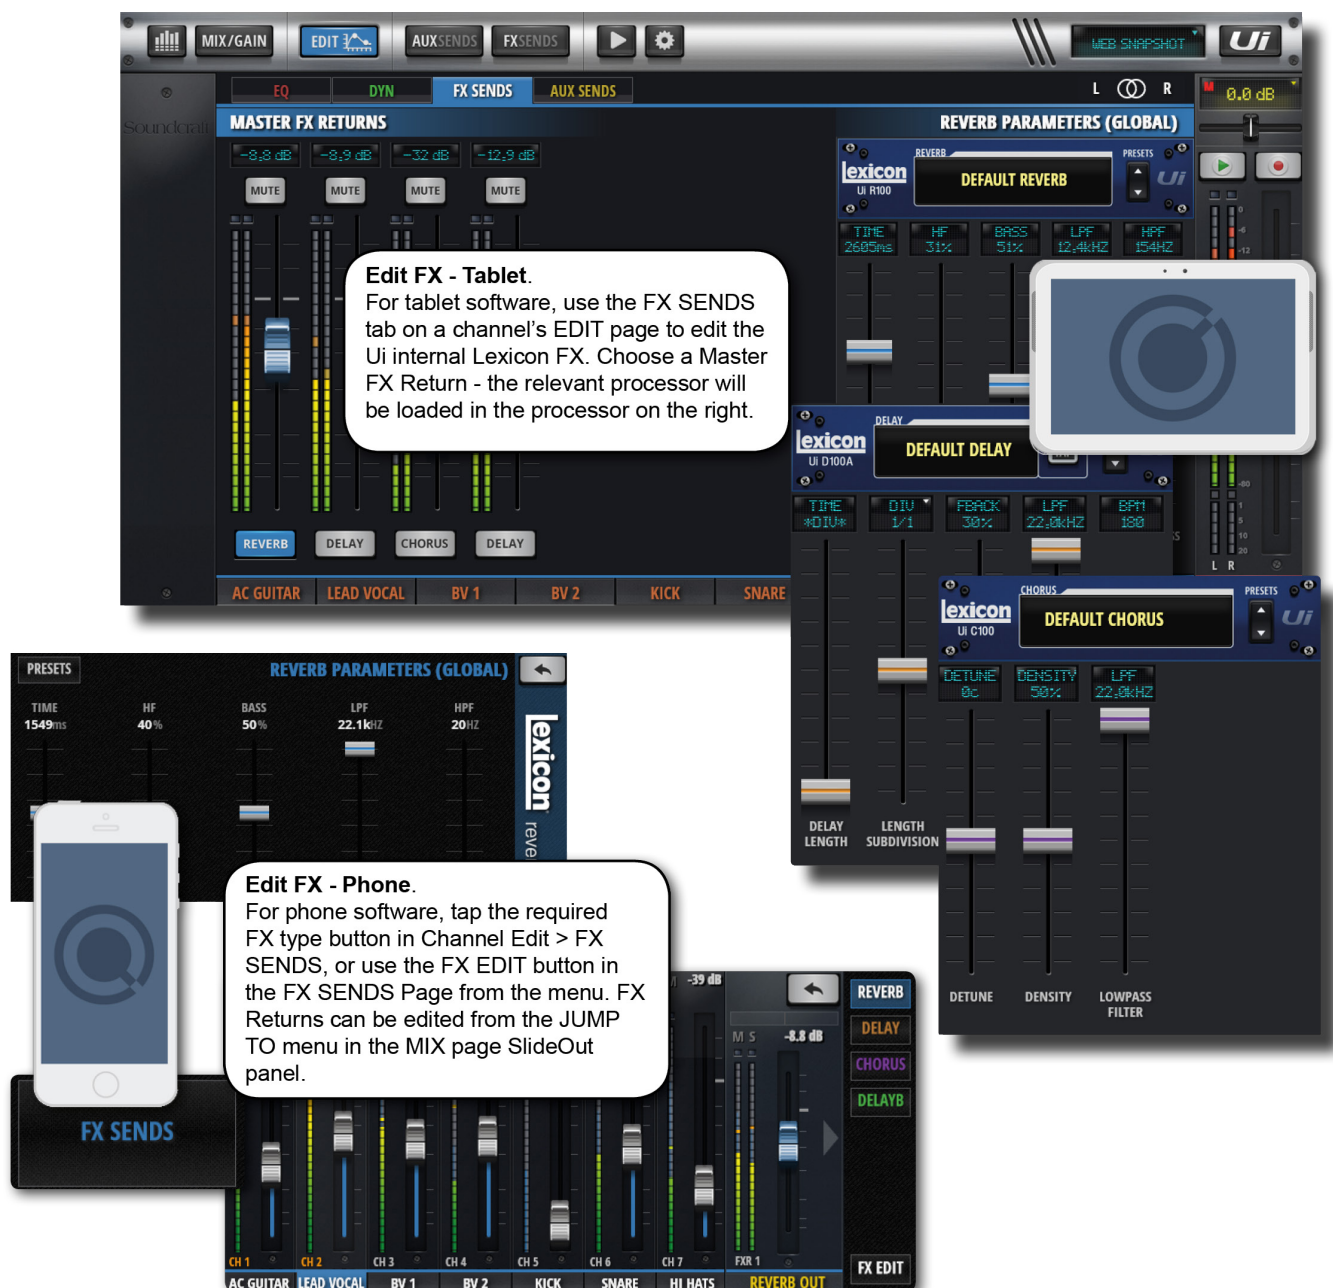 MIX/GAIN
EDIT
AUXSENDS
FXSENDS
WEB SNAPSHOT
Ui
EQ
DYN
FX SENDS
AUX SENDS
L R
0.0 dB
M
Soundcraft
MASTER FX RETURNS
REVERB PARAMETERS (GLOBAL)
-8.8 dB
-8.9 dB
-32 dB
-12.9 dB
MUTE
MUTE
MUTE
MUTE
lexicon
Ui R100
REVERB
DEFAULT REVERB
PRESETS
Ui
TIME
2605ms
HF
31%
BASS
51%
LPF
12.4kHZ
HPF
154HZ
0
-6
-12
Edit FX - Tablet.
For tablet software, use the FX SENDS
tab on a channel's EDIT page to edit the
Ui internal Lexicon FX. Choose a Master
FX Return - the relevant processor will
be loaded in the processor on the right.
lexicon
Ui D100A
DELAY
DEFAULT DELAY
TIME
*DIV*
DIV
1/1
FBACK
30%
LPF
22.0kHZ
BPM
180
-80
1
5
10
20
L R
REVERB
DELAY
CHORUS
DELAY
AC GUITAR
LEAD VOCAL
BV 1
BV 2
KICK
SNARE
DELAY
LENGTH
LENGTH
SUBDIVISION
lexicon
Ui C100
CHORUS
DEFAULT CHORUS
PRESETS
Ui
DETUNE
0c
DENSITY
50%
LPF
22.0kHZ
DETUNE
DENSITY
LOWPASS
FILTER
PRESETS
REVERB PARAMETERS (GLOBAL)
TIME
1549ms
HF
40%
BASS
50%
LPF
22.1kHZ
HPF
20HZ
lexicon
Edit FX - Phone.
For phone software, tap the required
FX type button in Channel Edit > FX
SENDS, or use the FX EDIT button in
the FX SENDS Page from the menu. FX
Returns can be edited from the JUMP
TO menu in the MIX page SlideOut
panel.
FX SENDS
-39 dB
M S
-8.8 dB
REVERB
DELAY
CHORUS
DELAYB
FX EDIT
CH 1
CH 2
CH 3
CH 4
CH 5
CH 6
CH 7
FXR 1
AC GUITAR
LEAD VOCAL
BV 1
BV 2
KICK
SNARE
HI HATS
REVERB OUT